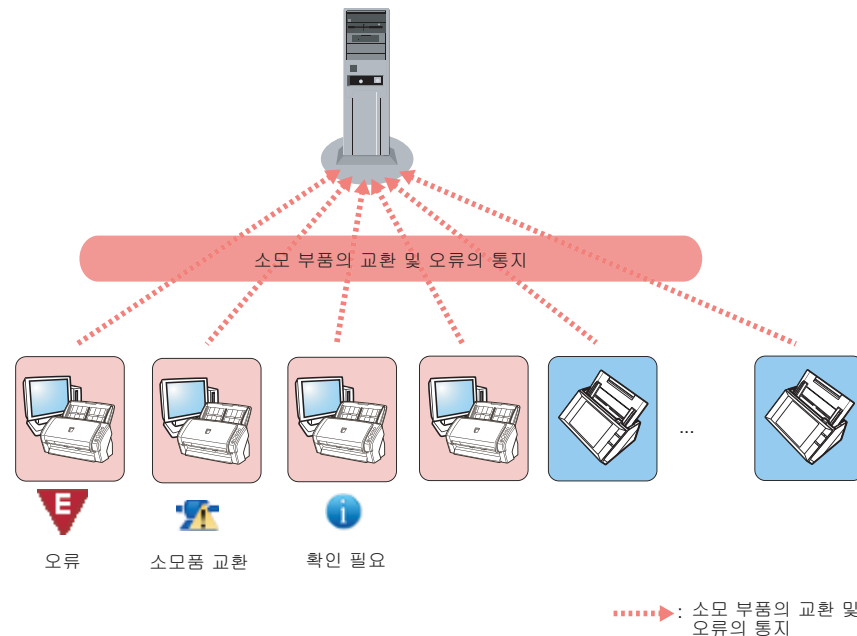 소모 부품의 교환 및 오류의 통지
...
E
i
오류
소모품 교환
확인 필요
: 소모 부품의 교환 및
오류의 통지